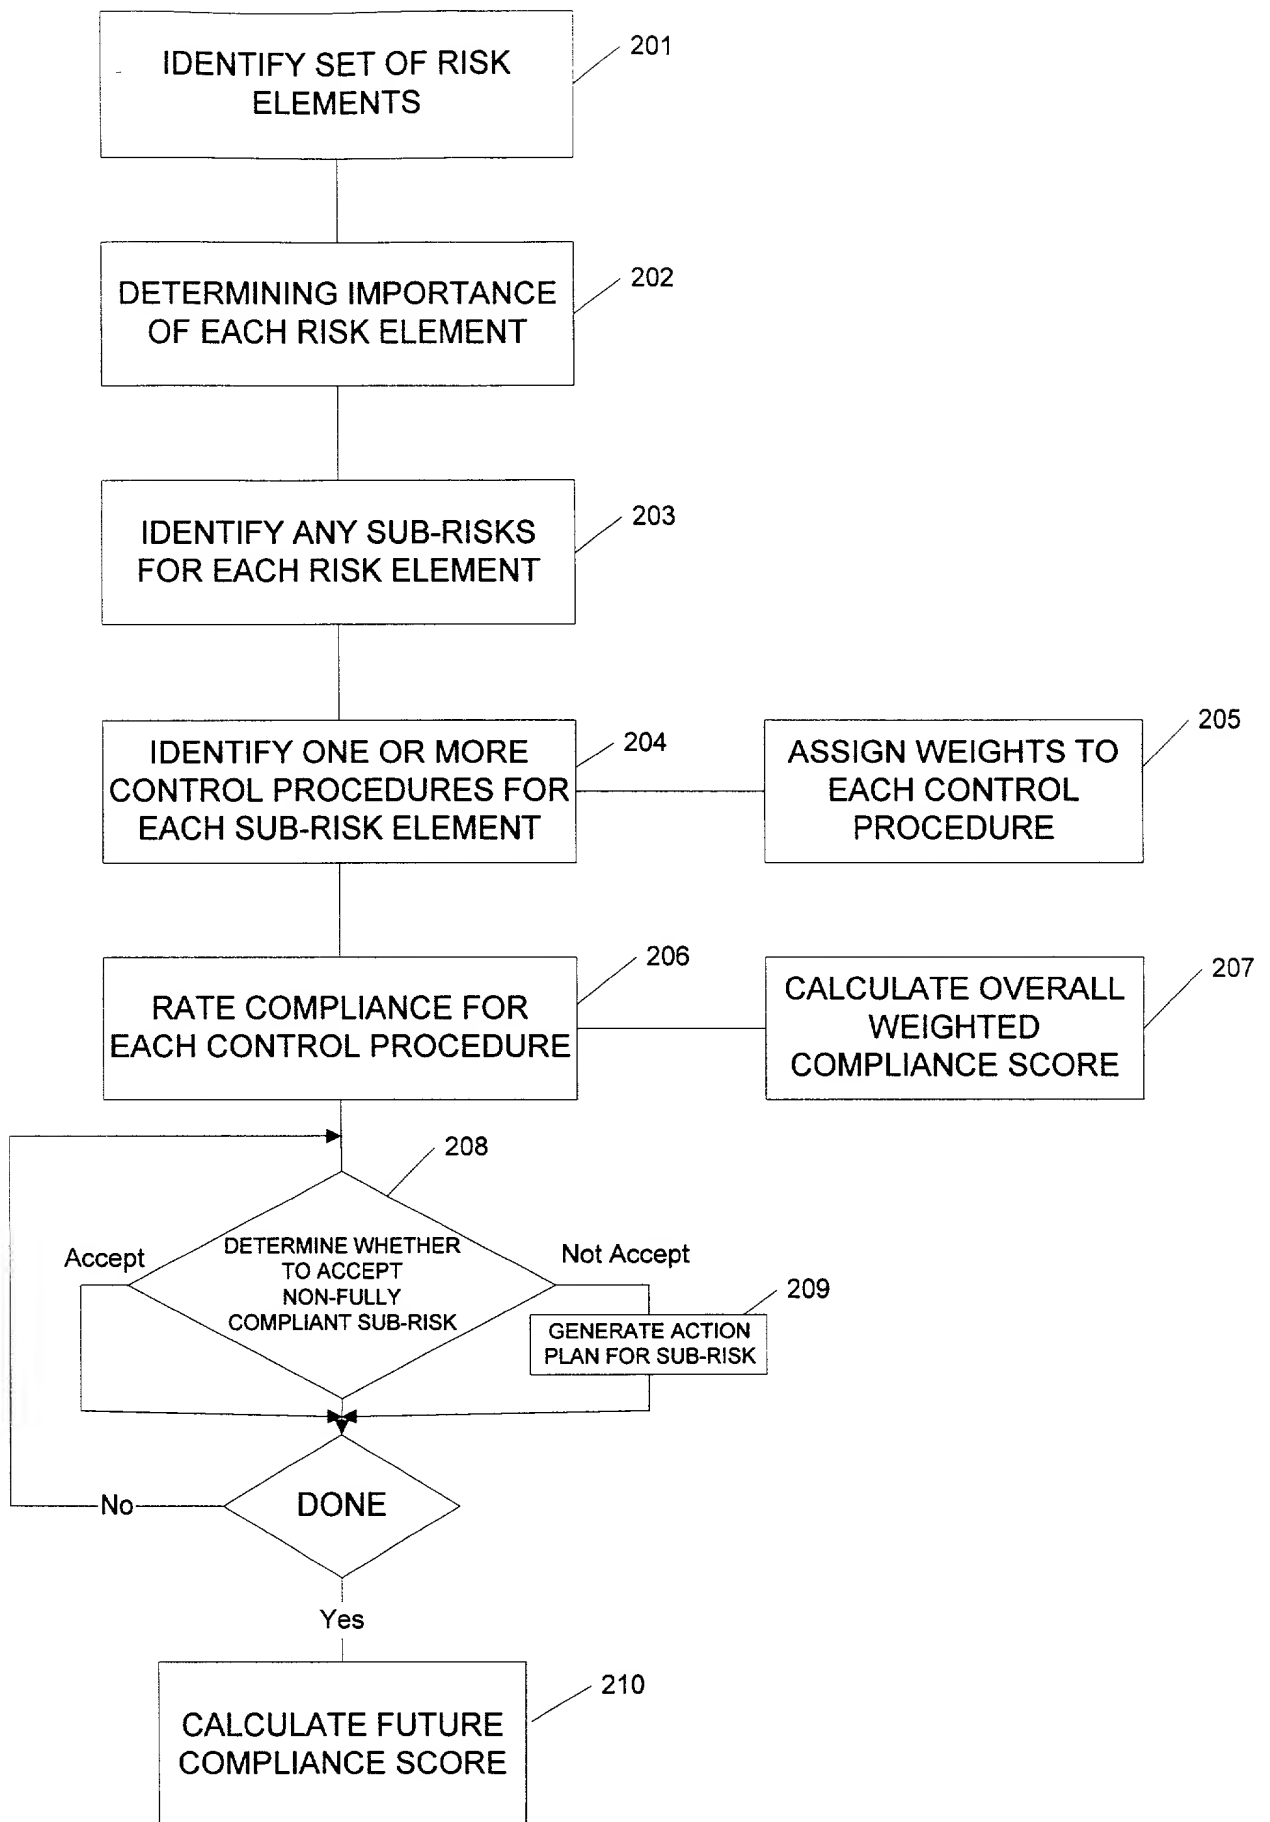 IDENTIFY SET OF RISK
ELEMENTS
201
DETERMINING IMPORTANCE
OF EACH RISK ELEMENT
202
IDENTIFY ANY SUB-RISKS
FOR EACH RISK ELEMENT
203
IDENTIFY ONE OR MORE
CONTROL PROCEDURES FOR
EACH SUB-RISK ELEMENT
204
ASSIGN WEIGHTS TO
EACH CONTROL
PROCEDURE
205
RATE COMPLIANCE FOR
EACH CONTROL PROCEDURE
206
CALCULATE OVERALL
WEIGHTED
COMPLIANCE SCORE
207
208
DETERMINE WHETHER
TO ACCEPT
NON-FULLY
COMPLIANT SUB-RISK
Accept
Not Accept
209
GENERATE ACTION
PLAN FOR SUB-RISK
DONE
No
Yes
210
CALCULATE FUTURE
COMPLIANCE SCORE